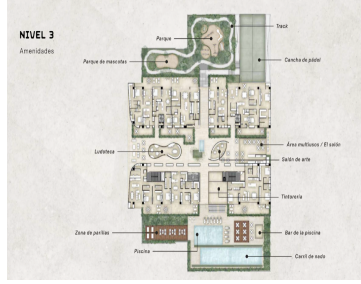 NIVEL 3
Amenidades
Track
Parque
Parque de mascotas
Cancha de pádel
Ludoteca
Área multiusos / El salón
Salón de arte
Tintorería
Zona de parillas
Bar de la piscina
Piscina
Carril de nado